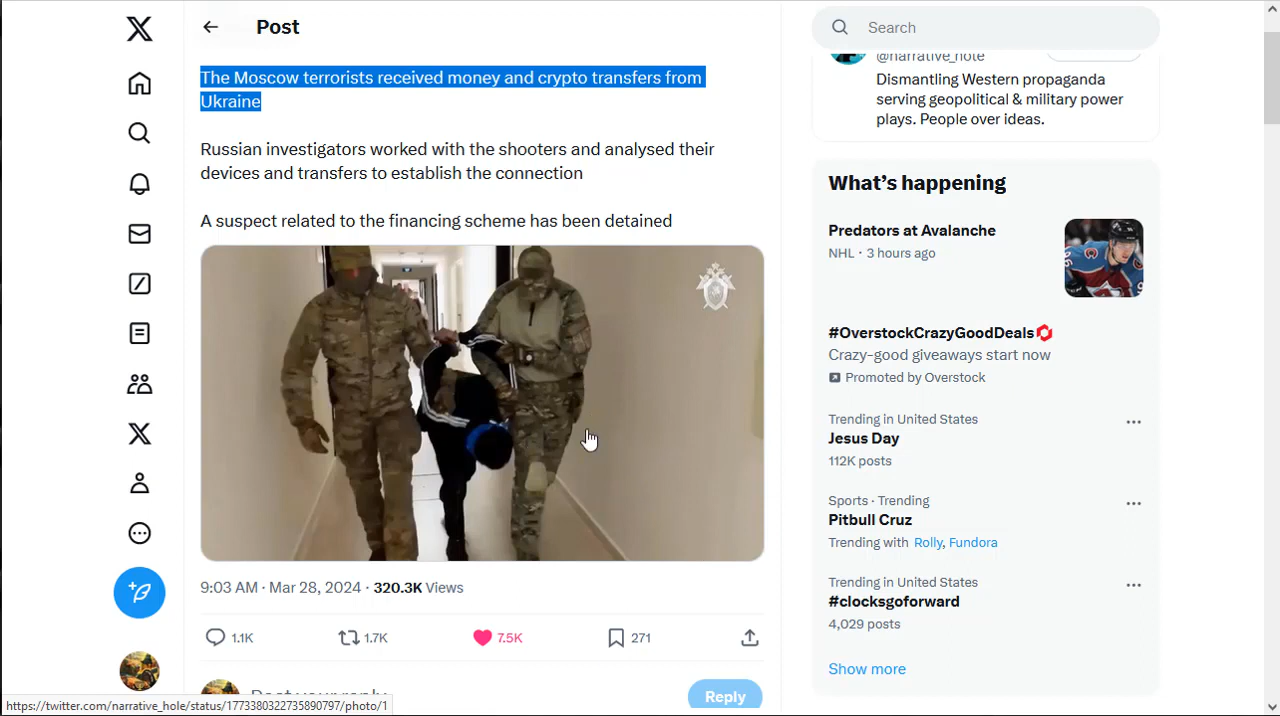 Post
The Moscow terrorists received money and crypto transfers from
Ukraine
Russian investigators worked with the shooters and analysed their
devices and transfers to establish the connection
A suspect related to the financing scheme has been detained
9:03 AM · Mar 28, 2024 · 320.3K Views
1.1K
1.7K
7.5K
271
Reply
Search
@narrative_hole
Dismantling Western propaganda
serving geopolitical & military power
plays. People over ideas.
What's happening
Predators at Avalanche
NHL · 3 hours ago
#OverstockCrazyGoodDeals
Crazy-good giveaways start now
Promoted by Overstock
Trending in United States
Jesus Day
112K posts
Sports · Trending
Pitbull Cruz
Trending with Rolly, Fundora
Trending in United States
#clocksgoforward
4,029 posts
Show more
https://twitter.com/narrative_hole/status/1773380322735890797/photo/1